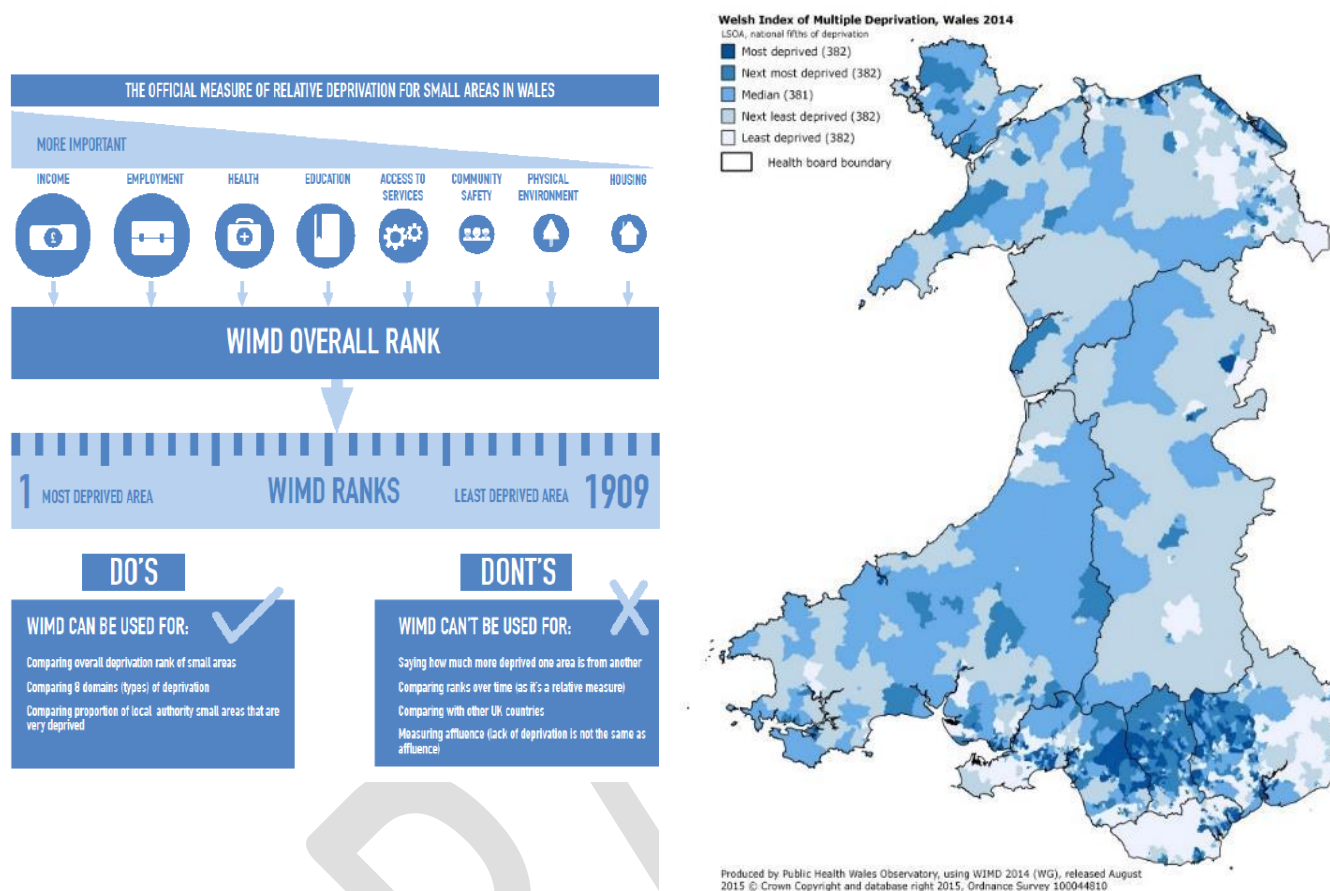 THE OFFICIAL MEASURE OF RELATIVE DEPRIVATION FOR SMALL AREAS IN WALES
MORE IMPORTANT
INCOME
EMPLOYMENT
HEALTH
EDUCATION
ACCESS TO
SERVICES
COMMUNITY
SAFETY
PHYSICAL
ENVIRONMENT
HOUSING
WIMD OVERALL RANK
1 MOST DEPRIVED AREA
WIMD RANKS
LEAST DEPRIVED AREA 1909
DO'S
WIMD CAN BE USED FOR:
Comparing overall deprivation rank of small areas
Comparing 8 domains (types) of deprivation
Comparing proportion of local authority small areas that are
very deprived
DONT'S
WIMD CAN'T BE USED FOR:
Saying how much more deprived one area is from another
Comparing ranks over time (as it's a relative measure)
Comparing with other UK countries
Measuring affluence (lack of deprivation is not the same as
affluence)
Welsh Index of Multiple Deprivation, Wales 2014
LSOA, national fifths of deprivation
Most deprived (382)
Next most deprived (382)
Median (381)
Next least deprived (382)
Least deprived (382)
Health board boundary
Produced by Public Health Wales Observatory, using WIMD 2014 (WG), released August
2015 © Crown Copyright and database right 2015, Ordnance Survey 100044810